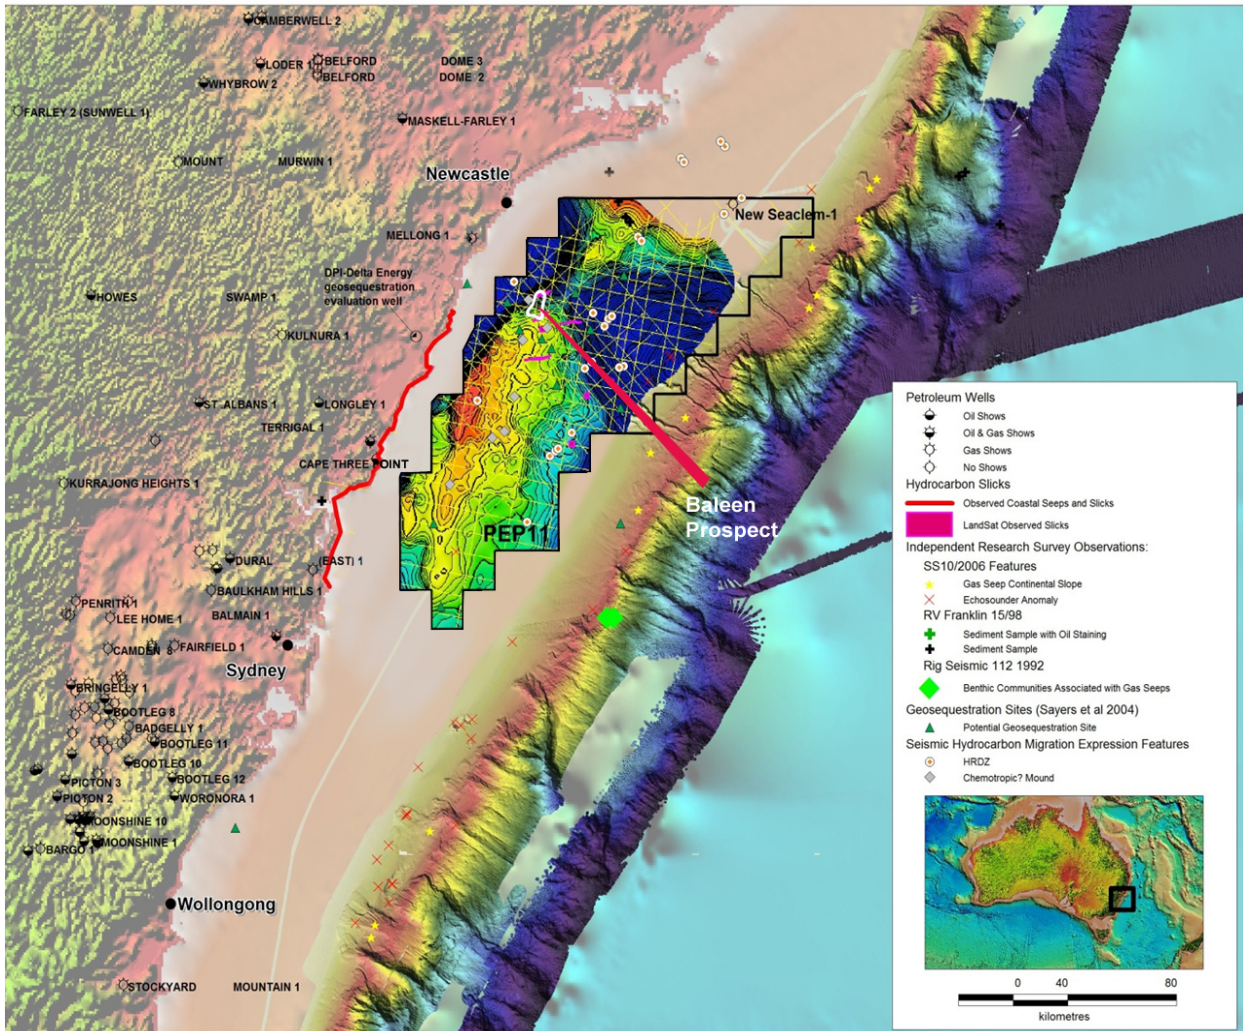 CAMBERWELL 2
LODER 1
BELFORD DOME 3
BELFORD DOME 2
WHYBROW 2
FARLEY 2 (SUNWELL 1)
MASKELL-FARLEY 1
MOUNT MURWIN 1
Newcastle
New Seaclem-1
MELLONG 1
DPI-Delta Energy
geosequestration
evaluation well
HOWES SWAMP 1
KULNURA 1
ST.ALBANS 1
LONGLEY 1
TERRIGAL 1
CAPE THREE POINT
KURRAJONG HEIGHTS 1
Baleen
Prospect
PEP11
DURAL (EAST) 1
BAULKHAM HILLS 1
PENRITH 1
LEE HOME 1
BALMAIN 1
CAMDEN 8
FAIRFIELD 1
Sydney
BRINGELLY 1
BOOTLEG 8
BADGELLY 1
BOOTLEG 11
BOOTLEG 10
PICTON 3
BOOTLEG 12
PICTON 2
WORONORA 1
MOONSHINE 10
MOONSHINE 1
BARGO 1
Wollongong
STOCKYARD MOUNTAIN 1
Petroleum Wells
Oil Shows
Oil & Gas Shows
Gas Shows
No Shows
Hydrocarbon Slicks
Observed Coastal Seeps and Slicks
LandSat Observed Slicks
Independent Research Survey Observations:
SS10/2006 Features
Gas Seep Continental Slope
Echosounder Anomaly
RV Franklin 15/98
Sediment Sample with Oil Staining
Sediment Sample
Rig Seismic 112 1992
Benthic Communities Associated with Gas Seeps
Geosequestration Sites (Sayers et al 2004)
Potential Geosequestration Site
Seismic Hydrocarbon Migration Expression Features
HRDZ
Chemotropic? Mound
0 40 80
kilometres